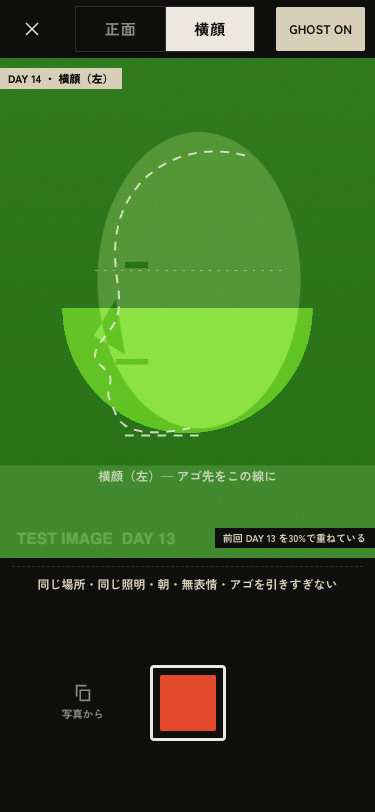 正面
横顔
GHOST ON
DAY 14 ・ 横顔（左）
横顔（左）— アゴ先をこの線に
TEST IMAGE DAY 13
前回 DAY 13 を30%で重ねている
同じ場所・同じ照明・朝・無表情・アゴを引きすぎない
写真から